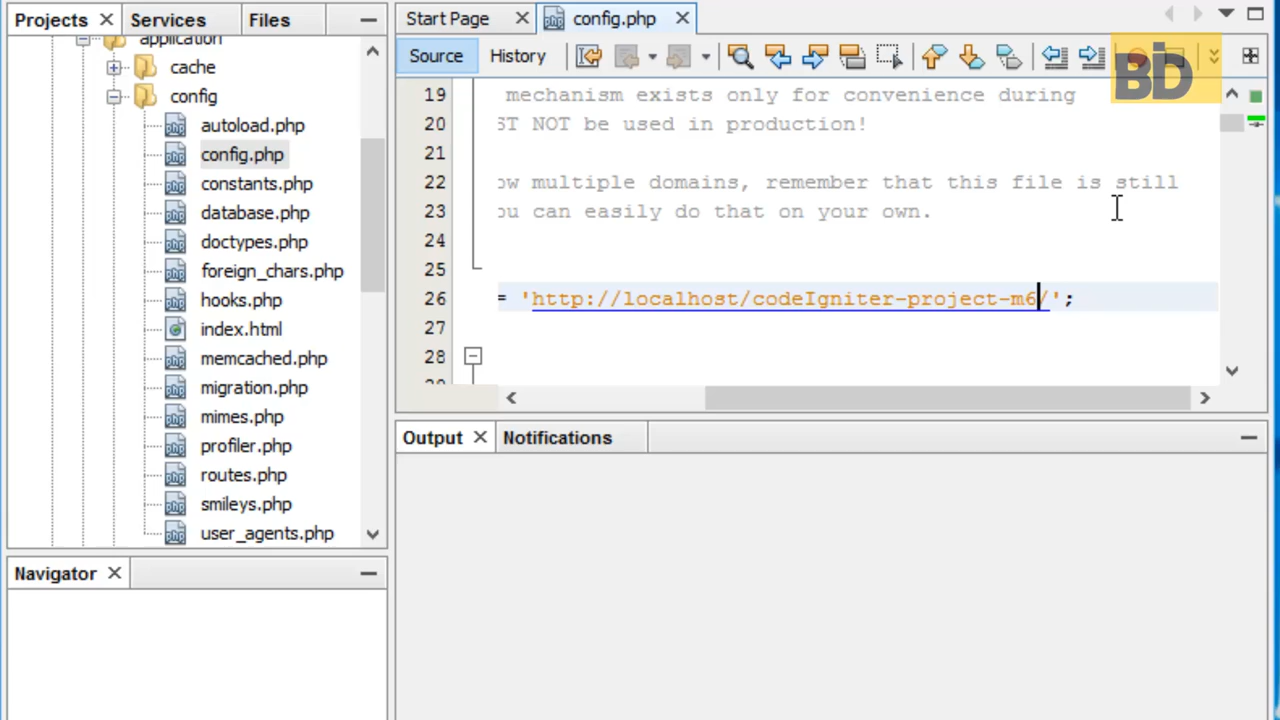 Projects
Services
Files
application
cache
config
autoload.php
config.php
constants.php
database.php
doctypes.php
foreign_chars.php
hooks.php
index.html
memcached.php
migration.php
mimes.php
profiler.php
routes.php
smileys.php
user_agents.php
Navigator
Start Page
config.php
Source
History
BiD
19 mechanism exists only for convenience during
20 ST NOT be used in production!
21
22 ow multiple domains, remember that this file is still
23 ou can easily do that on your own.
24
25
26 = 'http://localhost/codeIgniter-project-m6/';
27
28
Output
Notifications